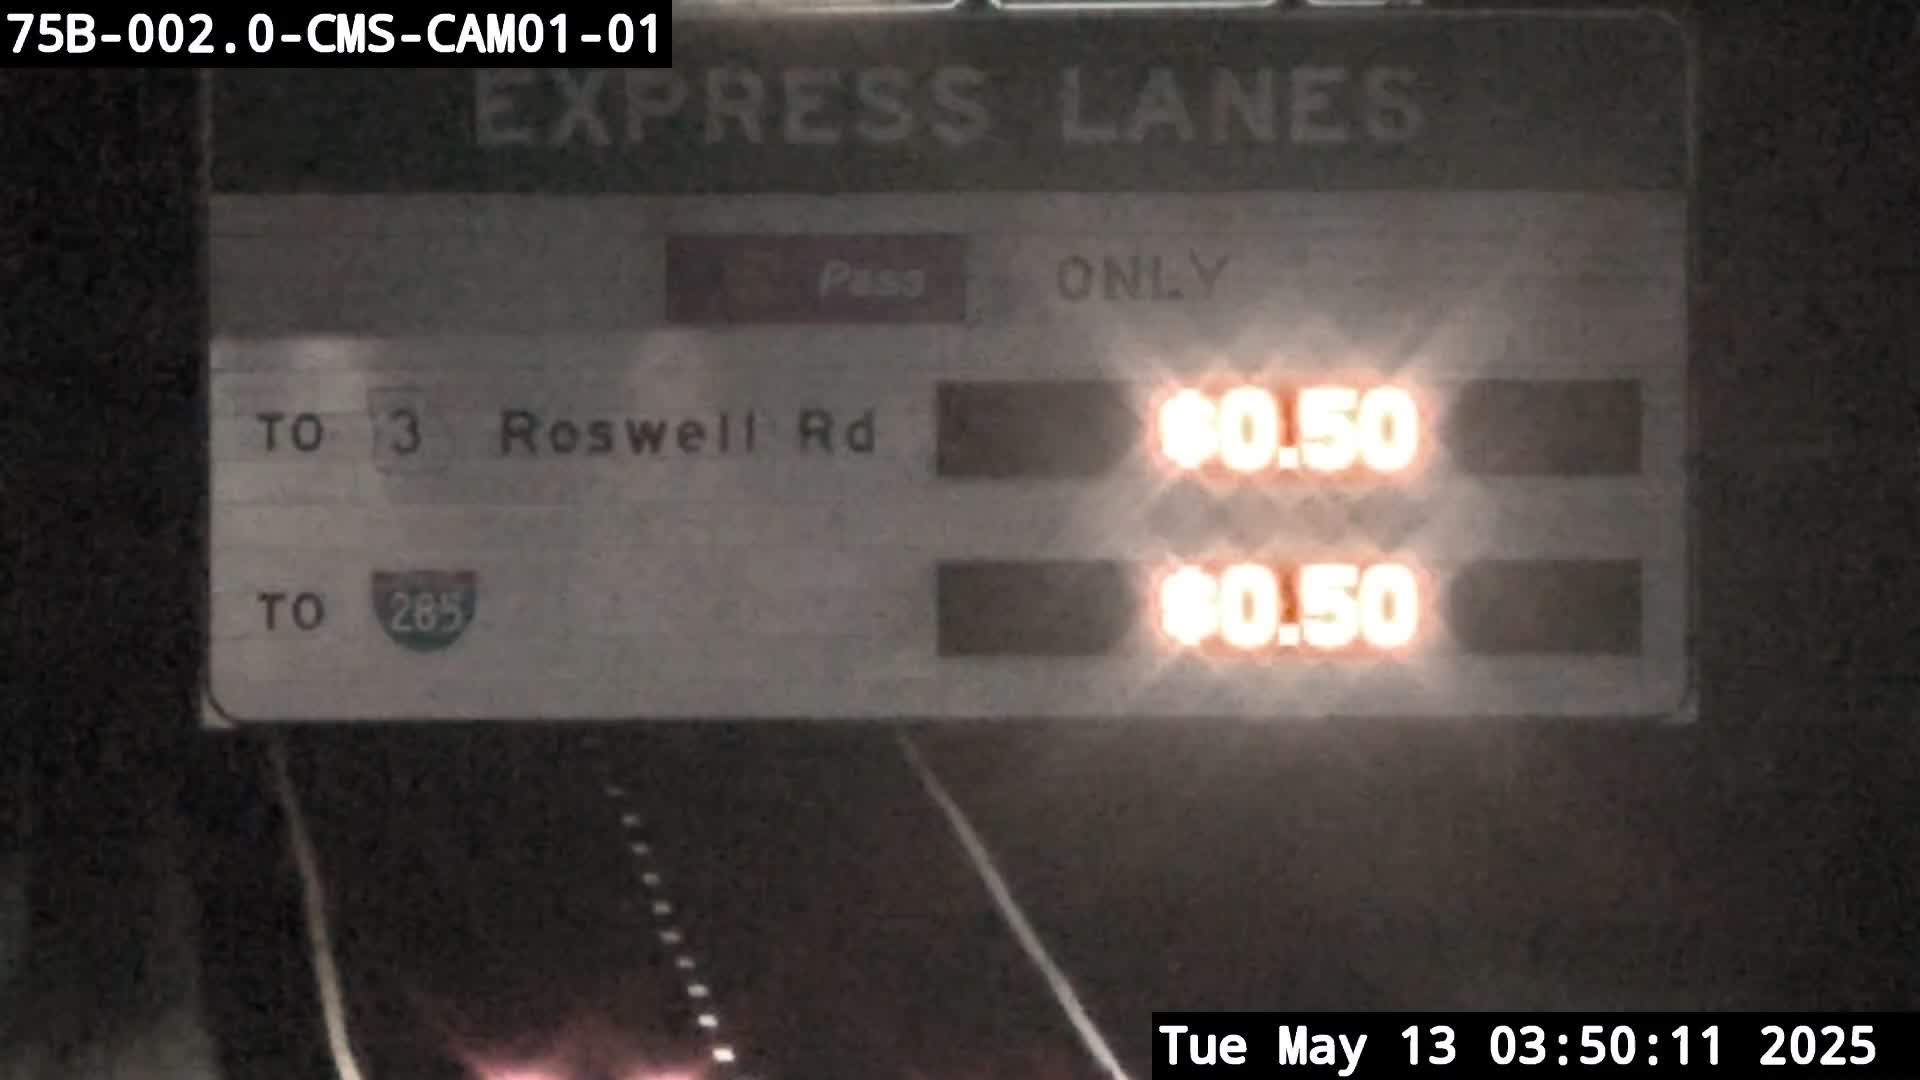 75B-002.0-CMS-CAM01-01
EXPRESS LANES
Pass ONLY
TO 3 Roswell Rd $0.50
TO 285 $0.50
Tue May 13 03:50:11 2025